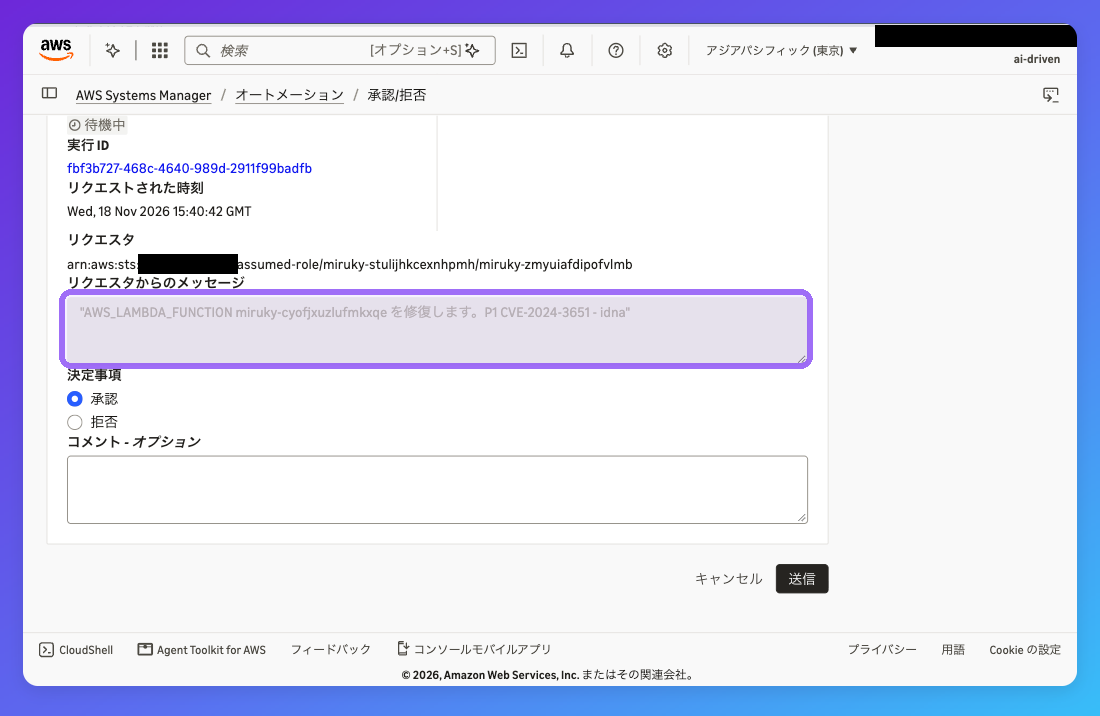 aws
検索 [オプション+S]
アジアパシフィック (東京) ▼
ai-driven
AWS Systems Manager / オートメーション / 承認/拒否
待機中
実行 ID
fbf3b727-468c-4640-989d-2911f99badfb
リクエストされた時刻
Wed, 18 Nov 2026 15:40:42 GMT
リクエスタ
arn:aws:sts: assumed-role/miruky-stulijhkcexnhpmh/miruky-zmyuiafdipofvlmb
リクエスタからのメッセージ
"AWS_LAMBDA_FUNCTION miruky-cyofjxuzlufmkxqe を修復します。P1 CVE-2024-3651 - idna"
決定事項
承認
拒否
コメント - オプション
キャンセル 送信
CloudShell Agent Toolkit for AWS フィードバック コンソールモバイルアプリ プライバシー 用語 Cookie の設定
© 2026, Amazon Web Services, Inc. またはその関連会社。